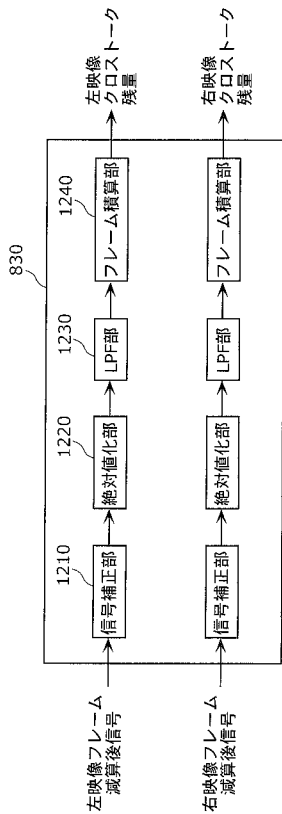 830
左映像フレーム
減算後信号
1210
信号補正部
1220
絶対値化部
1230
LPF部
1240
フレーム積算部
左映像
クロストーク
残量
右映像フレーム
減算後信号
信号補正部
絶対値化部
LPF部
フレーム積算部
右映像
クロストーク
残量